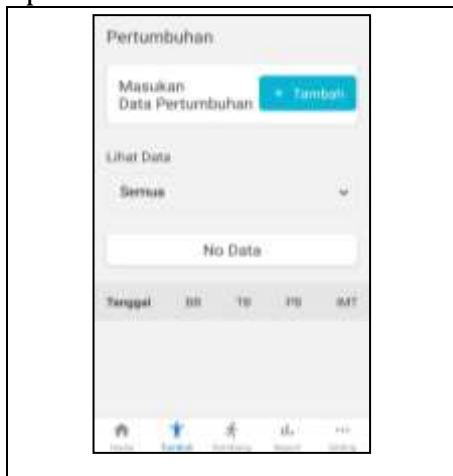 Pertumbuhan
Masukan
Data Pertumbuhan
+ Tambah
Lihat Data
Semua
No Data
Tanggal BB TB PB IMT